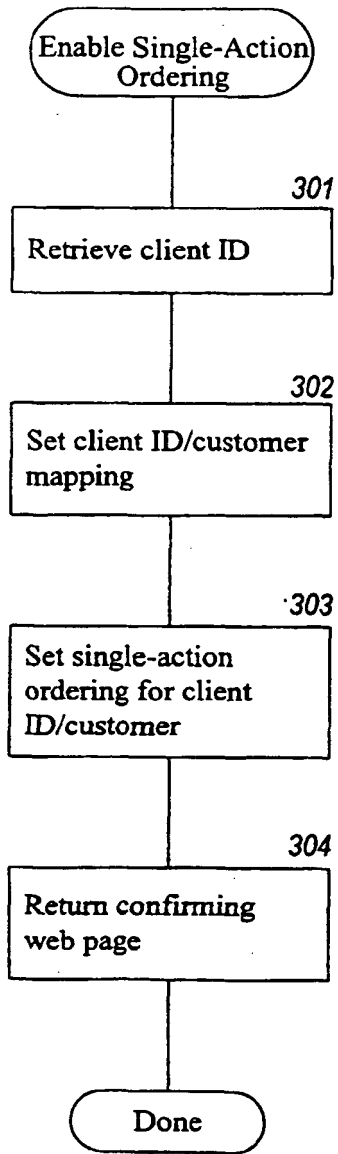 Enable Single-Action
Ordering
301
Retrieve client ID
302
Set client ID/customer
mapping
303
Set single-action
ordering for client
ID/customer
304
Return confirming
web page
Done